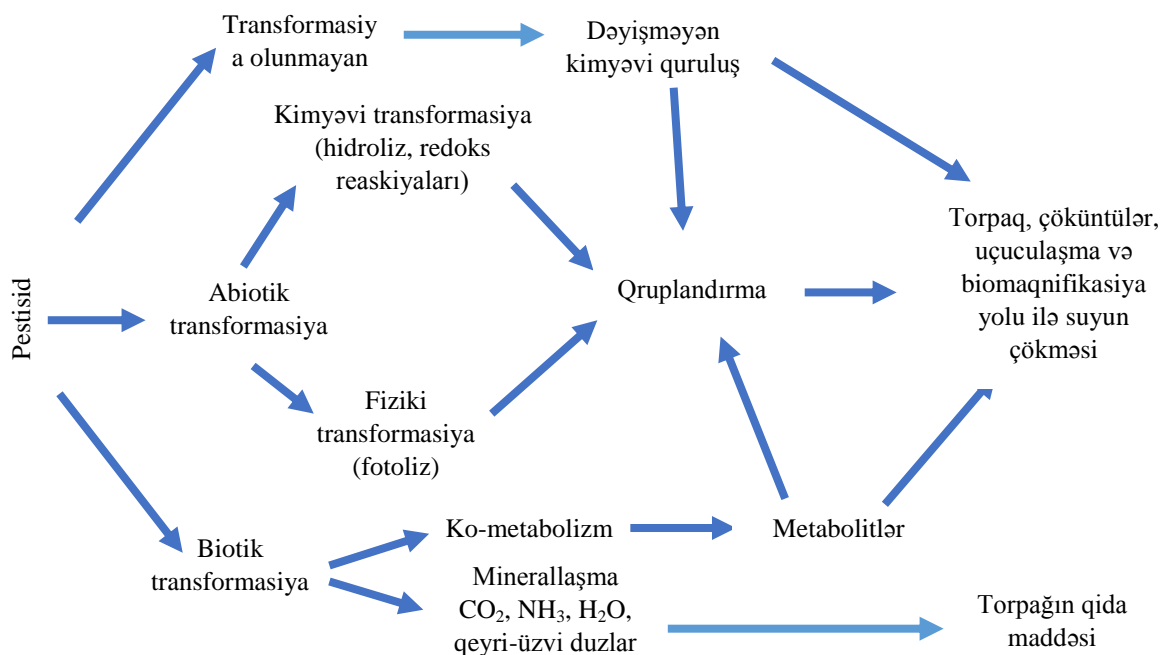 Transformasiy
a olunmayan
Dəyişməyən
kimyəvi quruluş
Kimyəvi transformasiya
(hidroliz, redoks
reaskiyaları)
Torpaq, çöküntülər,
uçuculaşma və
biomaqnifikasiya
yolu ilə suyun
çökməsi
Pestisid
Abiotik
transformasiya
Qruplandırma
Fiziki
transformasiya
(fotoliz)
Biotik
transformasiya
Ko-metabolizm
Metabolitlər
Minerallaşma
CO₂, NH₃, H₂O,
qeyri-üzvi duzlar
Torpağın qida
maddəsi